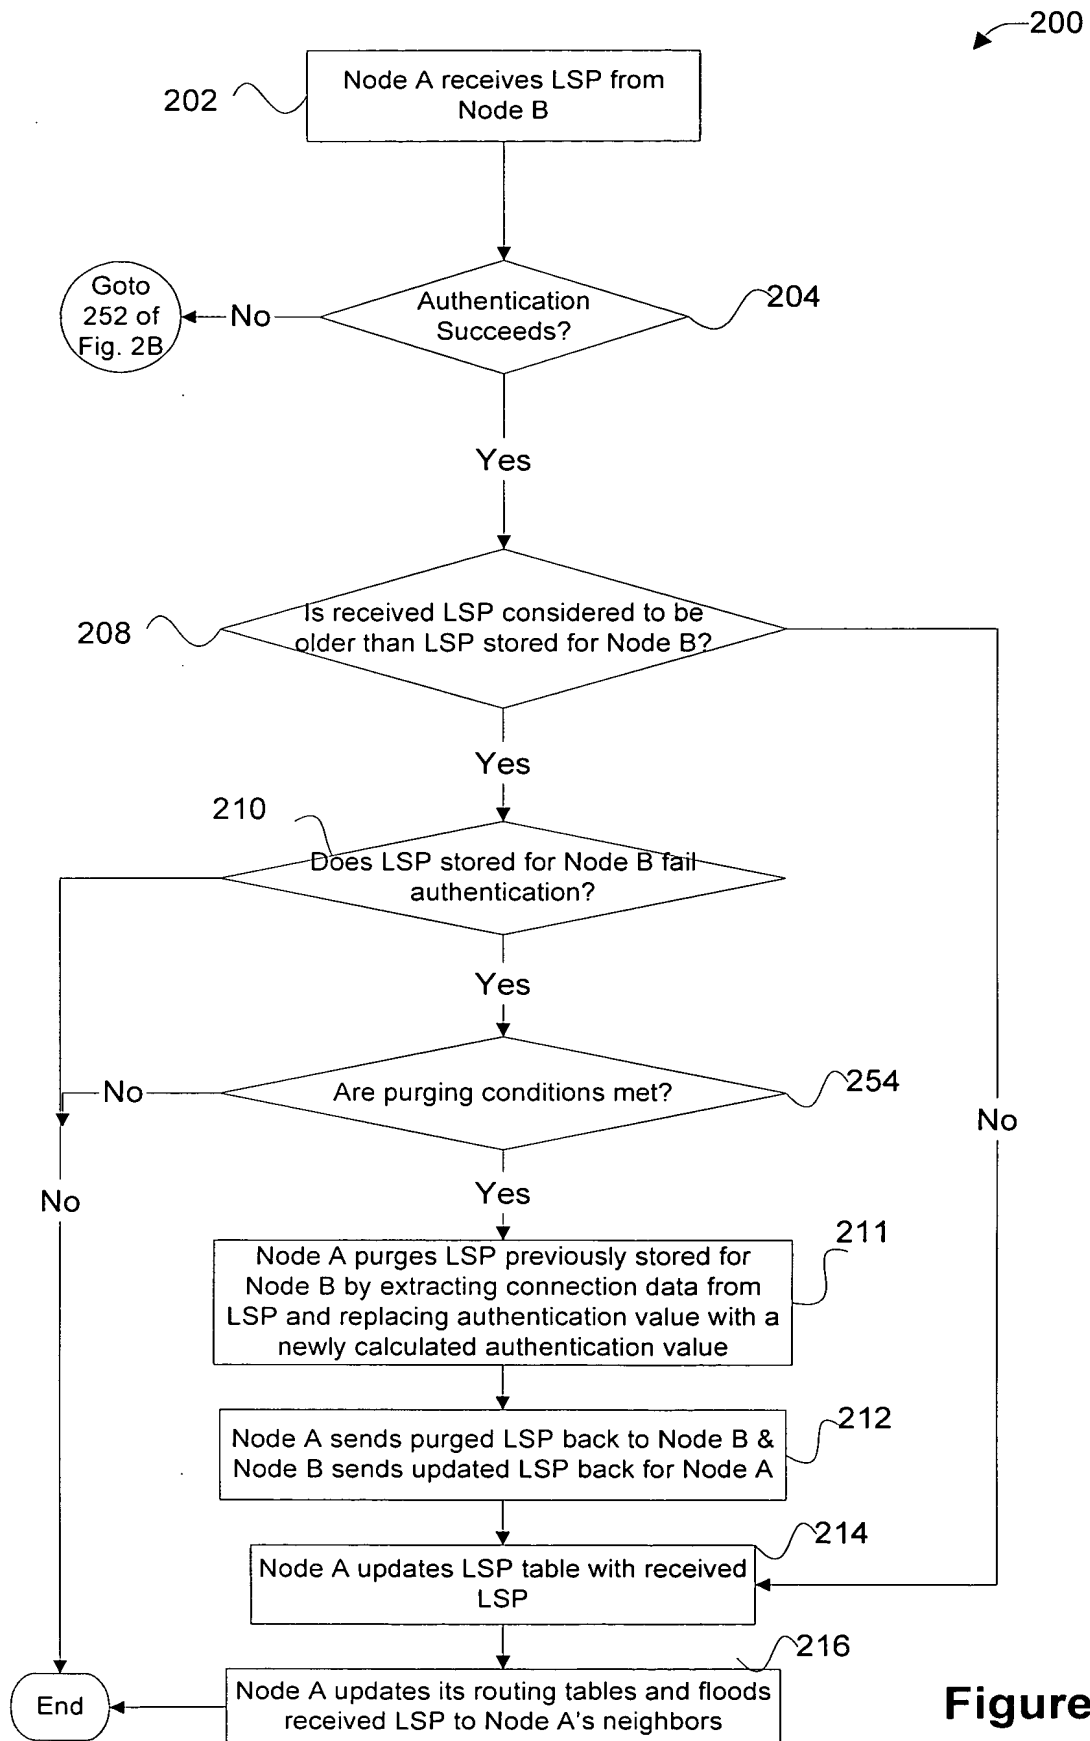 200
Node A receives LSP from
Node B
202
Authentication
Succeeds?
204
No
Goto
252 of
Fig. 2B
Yes
Is received LSP considered to be
older than LSP stored for Node B?
208
Yes
210
Does LSP stored for Node B fail
authentication?
Yes
Are purging conditions met?
254
No
No
No
Yes
211
Node A purges LSP previously stored for
Node B by extracting connection data from
LSP and replacing authentication value with a
newly calculated authentication value
212
Node A sends purged LSP back to Node B &
Node B sends updated LSP back for Node A
214
Node A updates LSP table with received
LSP
216
Node A updates its routing tables and floods
received LSP to Node A's neighbors
End
Figure